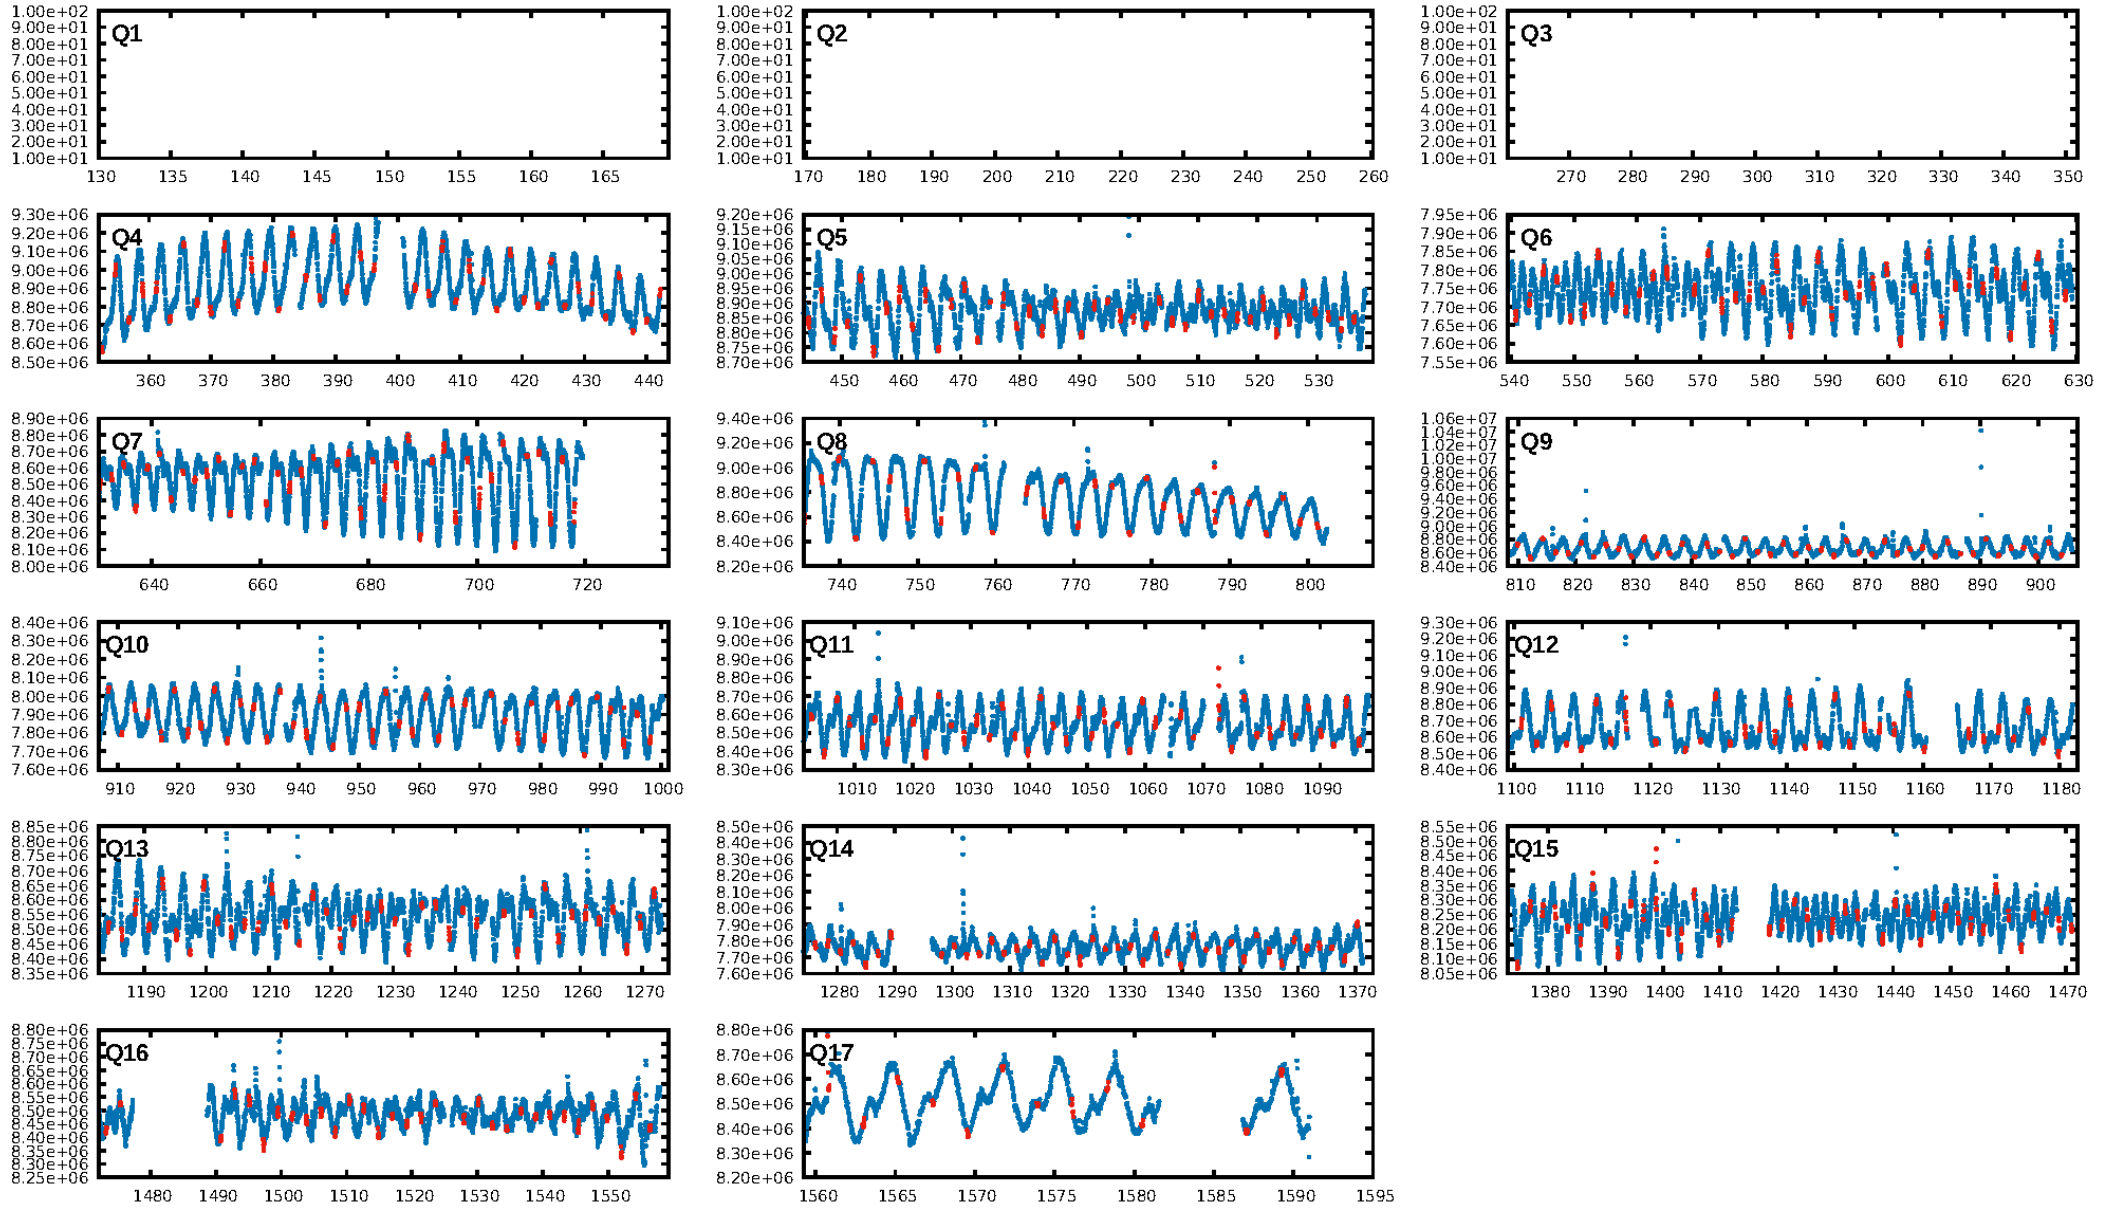 1.00e+02
Q1
9.00e+01
8.00e+01
7.00e+01
6.00e+01
5.00e+01
4.00e+01
3.00e+01
2.00e+01
1.00e+01
130 135 140 145 150 155 160 165
1.00e+02
Q2
9.00e+01
8.00e+01
7.00e+01
6.00e+01
5.00e+01
4.00e+01
3.00e+01
2.00e+01
1.00e+01
170 180 190 200 210 220 230 240 250 260
1.00e+02
Q3
9.00e+01
8.00e+01
7.00e+01
6.00e+01
5.00e+01
4.00e+01
3.00e+01
2.00e+01
1.00e+01
270 280 290 300 310 320 330 340 350
9.30e+06
Q4
9.20e+06
9.10e+06
9.00e+06
8.90e+06
8.80e+06
8.70e+06
8.60e+06
8.50e+06
360 370 380 390 400 410 420 430 440
9.20e+06
Q5
9.15e+06
9.10e+06
9.05e+06
9.00e+06
8.95e+06
8.90e+06
8.85e+06
8.80e+06
8.75e+06
8.70e+06
450 460 470 480 490 500 510 520 530
7.95e+06
Q6
7.90e+06
7.85e+06
7.80e+06
7.75e+06
7.70e+06
7.65e+06
7.60e+06
7.55e+06
540 550 560 570 580 590 600 610 620 630
8.90e+06
Q7
8.80e+06
8.70e+06
8.60e+06
8.50e+06
8.40e+06
8.30e+06
8.20e+06
8.10e+06
8.00e+06
640 660 680 700 720
9.40e+06
Q8
9.20e+06
9.00e+06
8.80e+06
8.60e+06
8.40e+06
8.20e+06
740 750 760 770 780 790 800
1.06e+07
Q9
1.04e+07
1.02e+07
1.00e+07
9.80e+06
9.60e+06
9.40e+06
9.20e+06
9.00e+06
8.80e+06
8.60e+06
8.40e+06
810 820 830 840 850 860 870 880 890 900
8.40e+06
Q10
8.30e+06
8.20e+06
8.10e+06
8.00e+06
7.90e+06
7.80e+06
7.70e+06
7.60e+06
910 920 930 940 950 960 970 980 990 1000
9.10e+06
Q11
9.00e+06
8.90e+06
8.80e+06
8.70e+06
8.60e+06
8.50e+06
8.40e+06
8.30e+06
1010 1020 1030 1040 1050 1060 1070 1080 1090
9.30e+06
Q12
9.20e+06
9.10e+06
9.00e+06
8.90e+06
8.80e+06
8.70e+06
8.60e+06
8.50e+06
8.40e+06
1100 1110 1120 1130 1140 1150 1160 1170 1180
8.85e+06
Q13
8.80e+06
8.75e+06
8.70e+06
8.65e+06
8.60e+06
8.55e+06
8.50e+06
8.45e+06
8.40e+06
8.35e+06
1190 1200 1210 1220 1230 1240 1250 1260 1270
8.50e+06
Q14
8.40e+06
8.30e+06
8.20e+06
8.10e+06
8.00e+06
7.90e+06
7.80e+06
7.70e+06
7.60e+06
1280 1290 1300 1310 1320 1330 1340 1350 1360 1370
8.55e+06
Q15
8.50e+06
8.45e+06
8.40e+06
8.35e+06
8.30e+06
8.25e+06
8.20e+06
8.15e+06
8.10e+06
8.05e+06
1380 1390 1400 1410 1420 1430 1440 1450 1460 1470
8.80e+06
Q16
8.75e+06
8.70e+06
8.65e+06
8.60e+06
8.55e+06
8.50e+06
8.45e+06
8.40e+06
8.35e+06
8.30e+06
8.25e+06
1480 1490 1500 1510 1520 1530 1540 1550
8.80e+06
Q17
8.70e+06
8.60e+06
8.50e+06
8.40e+06
8.30e+06
8.20e+06
1560 1565 1570 1575 1580 1585 1590 1595